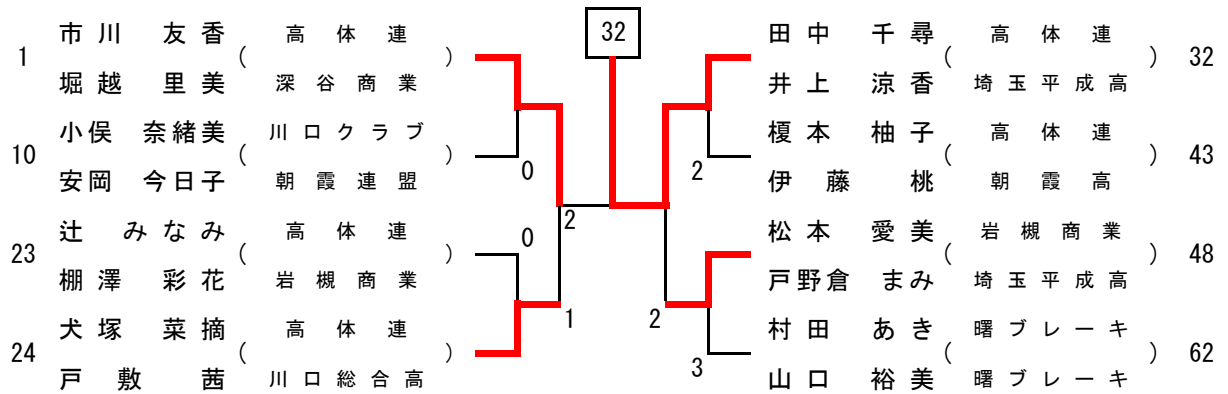 32
1 市川 友香 ( 高体連 )
堀越 里美 深谷商業
10 小俣 奈緒美 ( 川口クラブ )
安岡 今日子 朝霞連盟
0
23 辻 みなみ ( 高体連 )
棚澤 彩花 岩槻商業
0
24 犬塚 菜摘 ( 高体連 )
戸敷 茜 川口総合高
1
2
田中 千尋 ( 高体連 ) 32
井上 涼香 埼玉平成高
榎本 柚子 ( 高体連 ) 43
伊藤 桃 朝霞高
2
松本 愛美 ( 岩槻商業 ) 48
戸野倉 まみ 埼玉平成高
村田 あき ( 曙ブレーキ ) 62
山口 裕美 曙ブレーキ
3
2